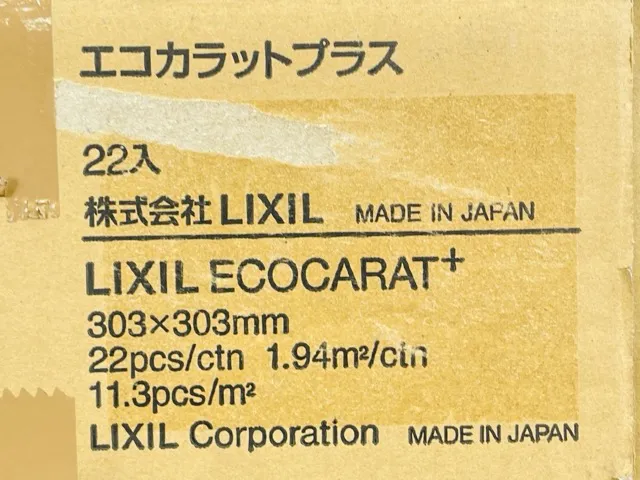 エコカラットプラス
22入
株式会社 LIXIL MADE IN JAPAN
LIXIL ECOCARAT+
303×303mm
22pcs/ctn 1.94m²/ctn
11.3pcs/m²
LIXIL Corporation MADE IN JAPAN